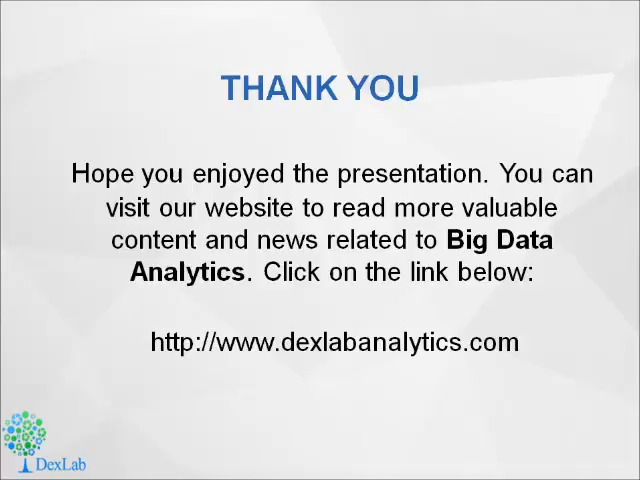 THANK YOU
Hope you enjoyed the presentation. You can
visit our website to read more valuable
content and news related to Big Data
Analytics. Click on the link below:
http://www.dexlabanalytics.com
DexLab